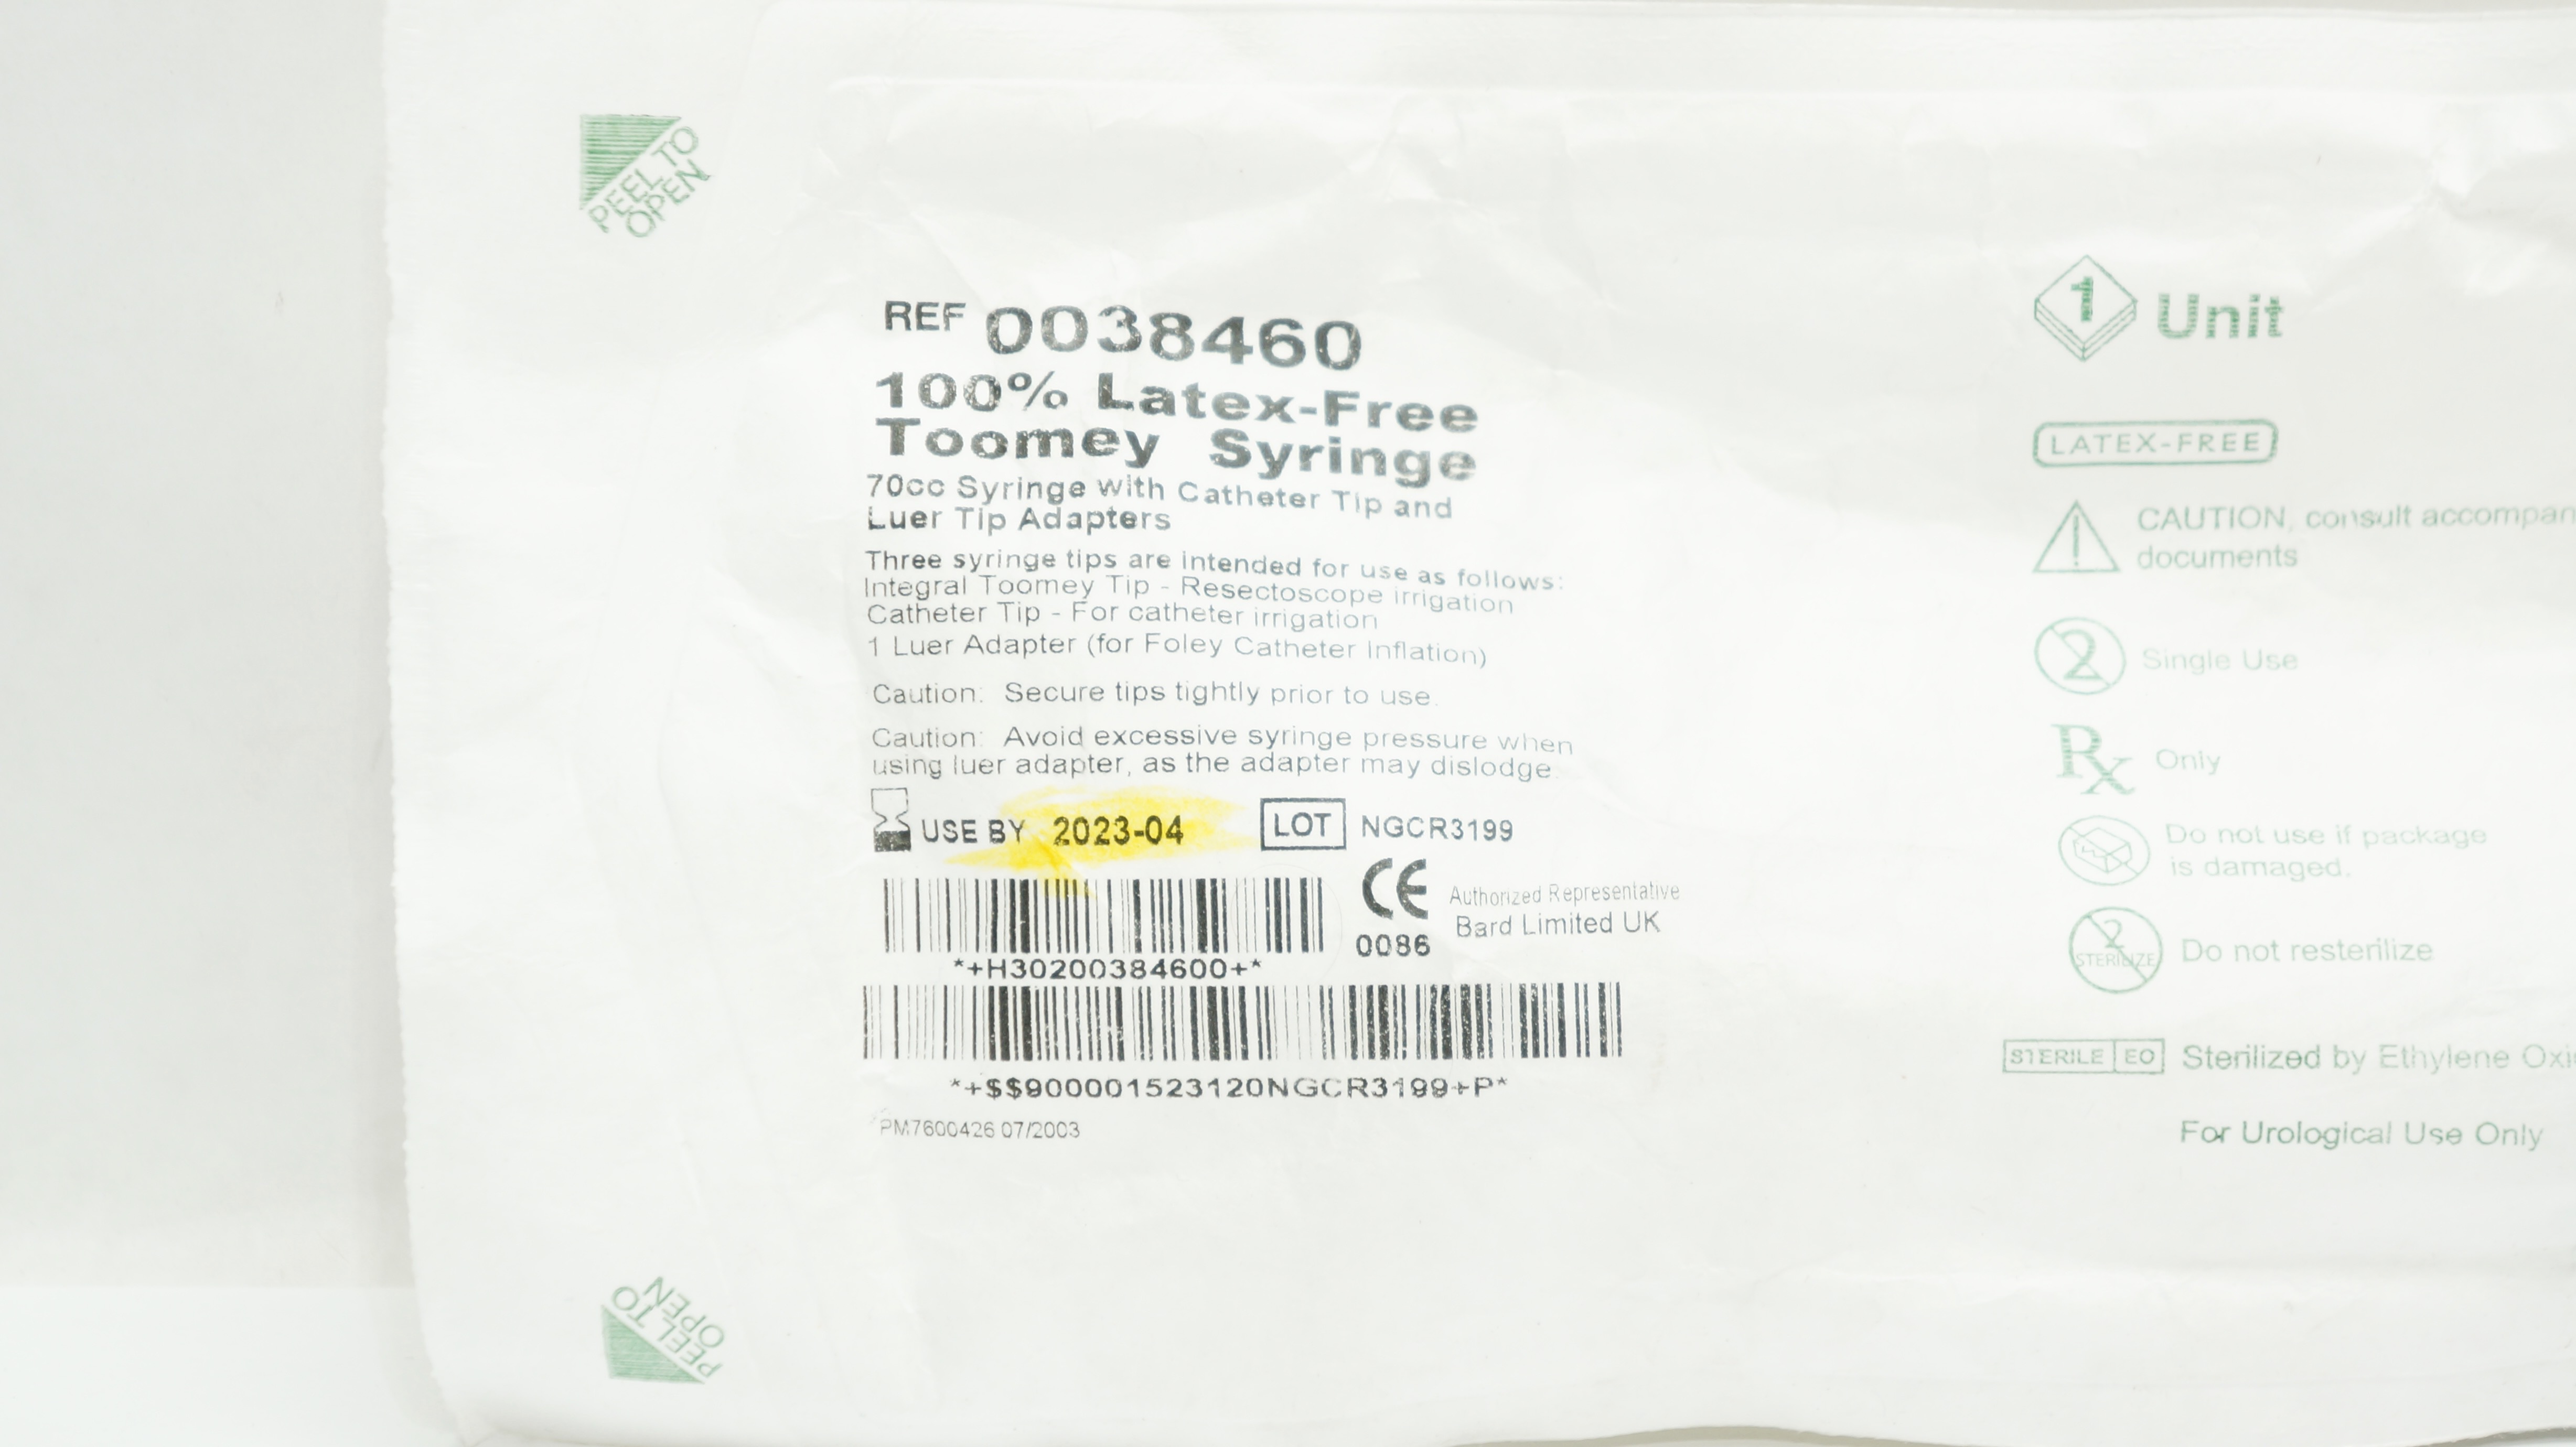 PEEL TO
OPEN
REF 0038460
100% Latex-Free
Toomey Syringe
70cc Syringe with Catheter Tip and
Luer Tip Adapters
Three syringe tips are intended for use as follows:
Integral Toomey Tip - Resectoscope irrigation
Catheter Tip - For catheter irrigation
1 Luer Adapter (for Foley Catheter Inflation)
Caution: Secure tips tightly prior to use.
Caution: Avoid excessive syringe pressure when
using luer adapter, as the adapter may dislodge.
USE BY 2023-04 LOT NGCR3199
CE
0086
Authorized Representative
Bard Limited UK
*+H30200384600+*
*+$$900001523120NGCR3199+P*
PM7600426 07/2003
PEEL TO
OPEN
1 Unit
LATEX-FREE
CAUTION, consult accompan
documents
2 Single Use
Rx Only
Do not use if package
is damaged.
2
STERILIZE
Do not resterilize
STERILE EO Sterilized by Ethylene Oxi
For Urological Use Only